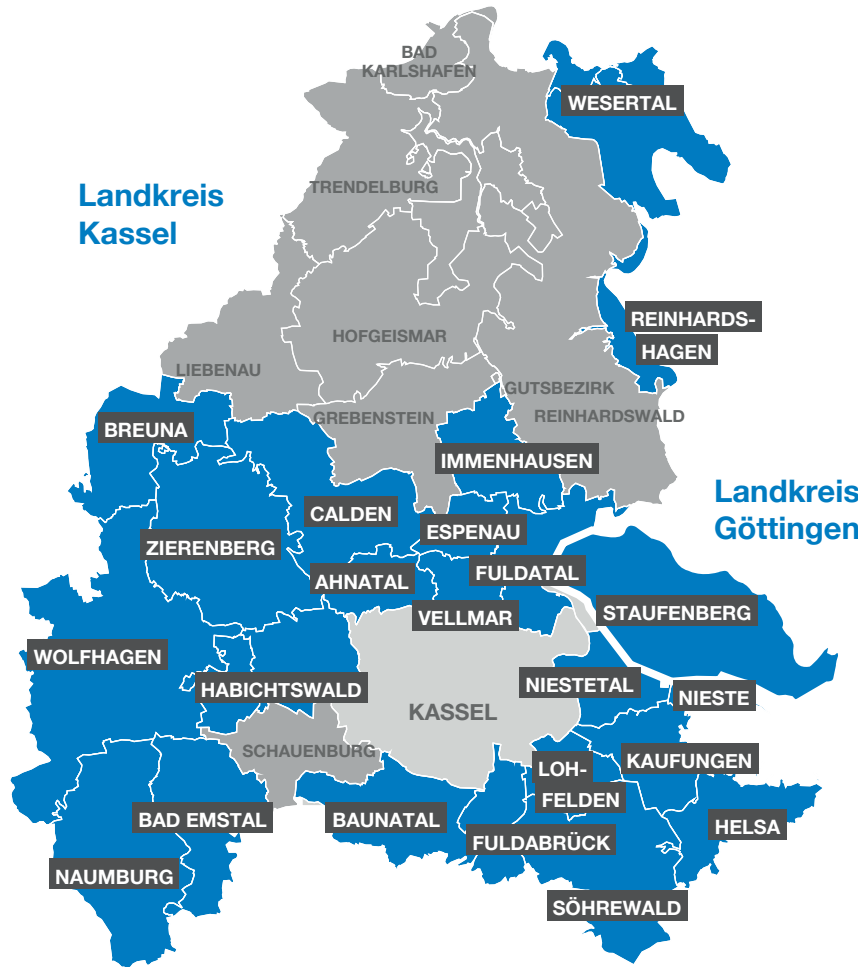 BAD
KARLSHAFEN
WESERTAL
Landkreis
Kassel
TRENDELBURG
REINHARDS-
HAGEN
HOFGEISMAR
LIEBENAU
GUTSBEZIRK
REINHARDSWALD
GREBENSTEIN
BREUNA
IMMENHAUSEN
Landkreis
Göttingen
CALDEN
ESPENAU
ZIERENBERG
AHNATAL
FULDATAL
VELLMAR
STAUFENBERG
WOLFHAGEN
HABICHTSWALD
NIESTETAL
NIESTE
KASSEL
SCHAUENBURG
KAUFUNGEN
LOH-
FELDEN
BAD EMSTAL
BAUNATAL
HELSA
FULDABRÜCK
NAUMBURG
SÖHREWALD